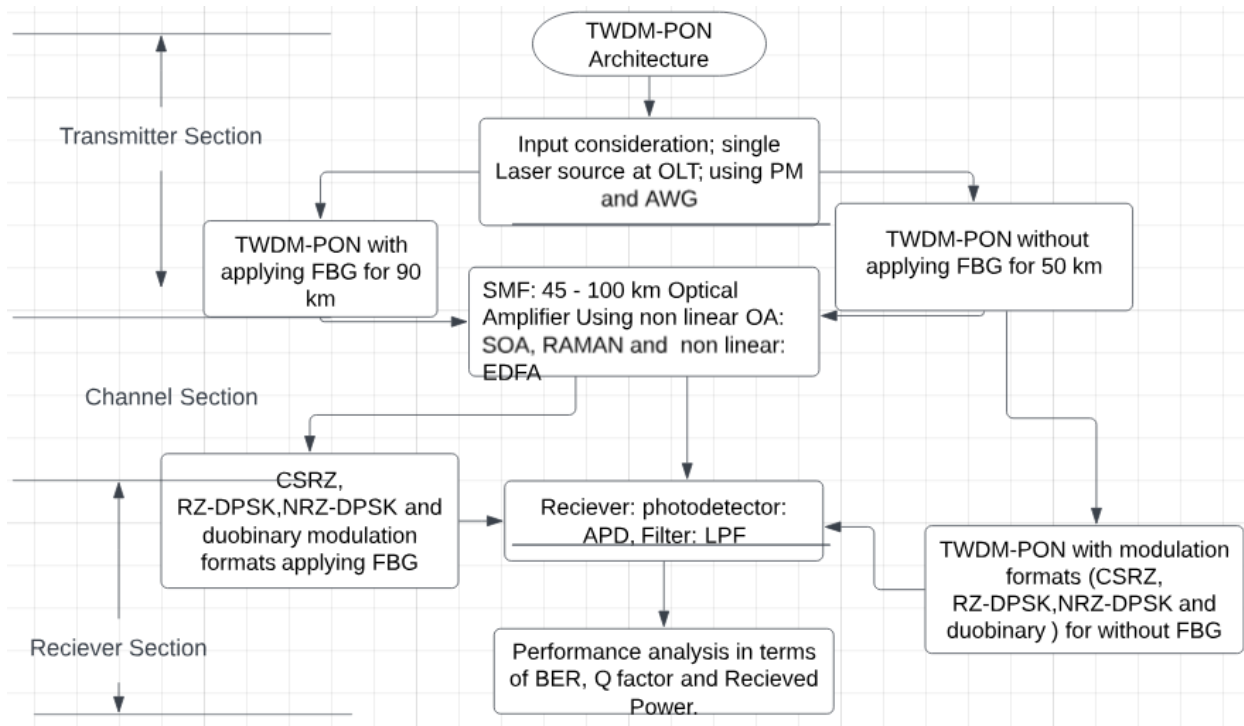 TWDM-PON
Architecture
Transmitter Section
Input consideration; single
Laser source at OLT; using PM
and AWG
TWDM-PON with
applying FBG for 90
km
TWDM-PON without
applying FBG for 50 km
SMF: 45 - 100 km Optical
Amplifier Using non linear OA:
SOA, RAMAN and non linear:
EDFA
Channel Section
CSRZ,
RZ-DPSK,NRZ-DPSK and
duobinary modulation
formats applying FBG
Reciever: photodetector:
APD, Filter: LPF
TWDM-PON with modulation
formats (CSRZ,
RZ-DPSK,NRZ-DPSK and
duobinary ) for without FBG
Reciever Section
Performance analysis in terms
of BER, Q factor and Recieved
Power.